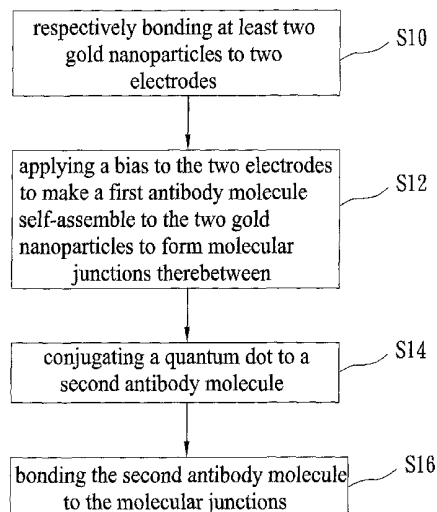 respectively bonding at least two
gold nanoparticles to two
electrodes
S10
applying a bias to the two electrodes
to make a first antibody molecule
self-assemble to the two gold
nanoparticles to form molecular
junctions therebetween
S12
conjugating a quantum dot to a
second antibody molecule
S14
bonding the second antibody molecule
to the molecular junctions
S16